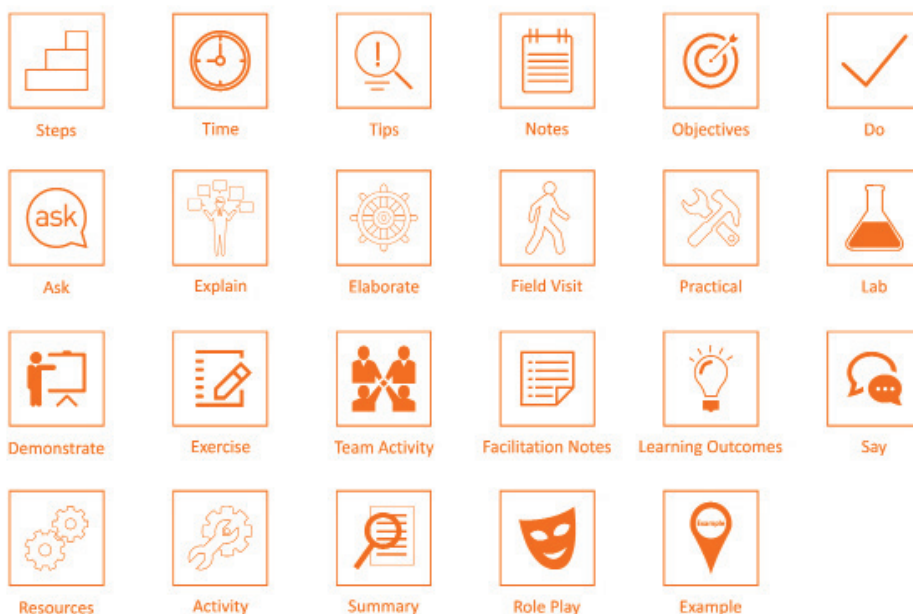 Steps
Time
Tips
Notes
Objectives
Do
ask
Ask
Explain
Elaborate
Field Visit
Practical
Lab
Demonstrate
Exercise
Team Activity
Facilitation Notes
Learning Outcomes
Say
Example
Resources
Activity
Summary
Role Play
Example